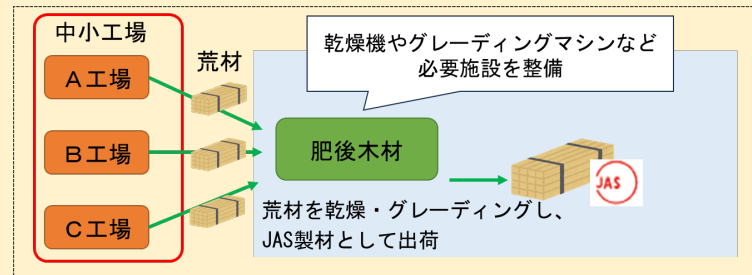 中小工場
A工場
B工場
C工場
荒材
乾燥機やグレーディングマシンなど
必要施設を整備
肥後木材
JAS
荒材を乾燥・グレーディングし、
JAS製材として出荷